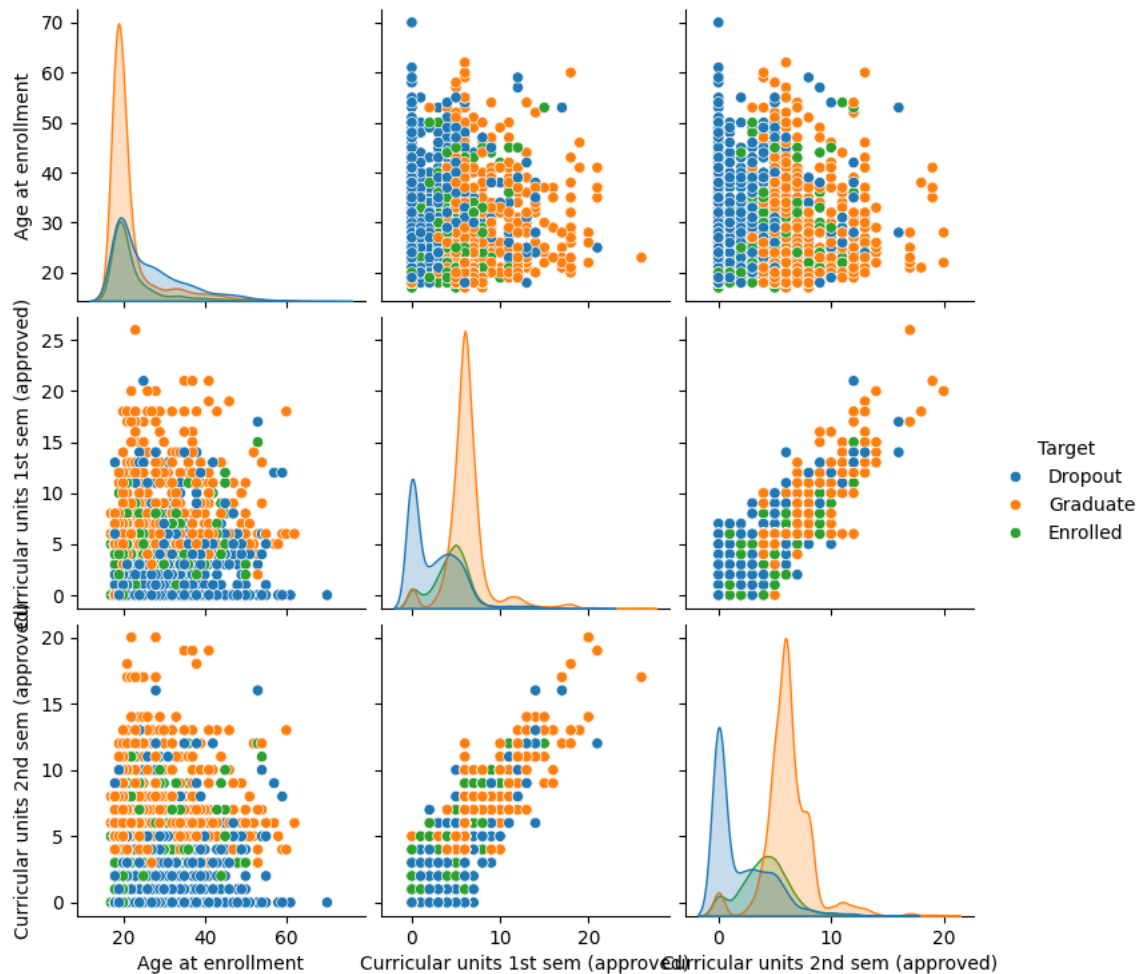 70
60
50
40
30
20
Age at enrollment
25
20
15
10
5
0
Curricular units 1st sem (approved)
Target
Dropout
Graduate
Enrolled
20
15
10
5
0
Curricular units 2nd sem (approved)
20
40
60
0
20
0
10
20
Age at enrollment
Curricular units 1st sem (approved)
Curricular units 2nd sem (approved)